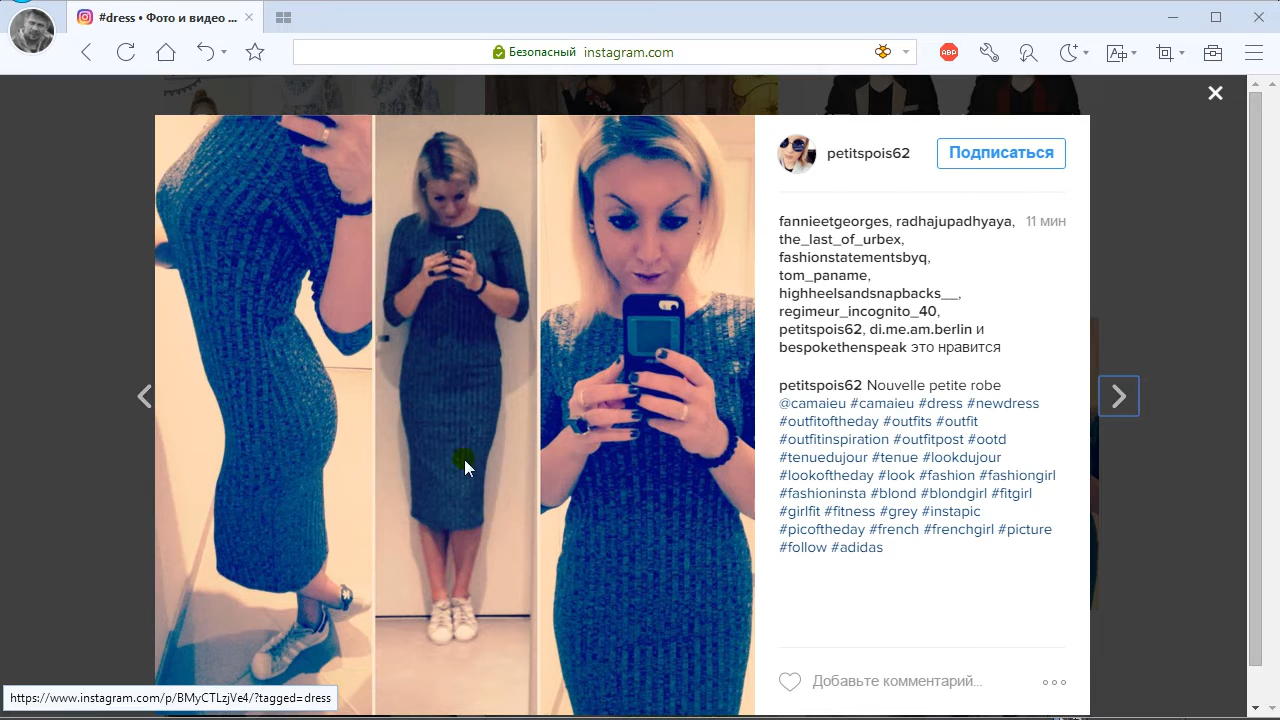 #dress • Фото и видео ...
Безопасный instagram.com
ABP
petitspois62
Подписаться
fannieetgeorges, radhajupadhyaya, 11 мин
the_last_of_urbex,
fashionstatementsbyq,
tom_paname,
highheelsandsnapbacks__,
regimeur_incognito_40,
petitspois62, di.me.am.berlin и
bespokethenspeak это нравится
petitspois62 Nouvelle petite robe
@camaieu #camaieu #dress #newdress
#outfitoftheday #outfits #outfit
#outfitinspiration #outfitpost #ootd
#tenuedujour #tenue #lookdujour
#lookoftheday #look #fashion #fashiongirl
#fashioninsta #blond #blondgirl #fitgirl
#girlfit #fitness #grey #instapic
#picoftheday #french #frenchgirl #picture
#follow #adidas
Добавьте комментарий...
https://www.instagram.com/p/BMyCTLzjVe4/?tagged=dress